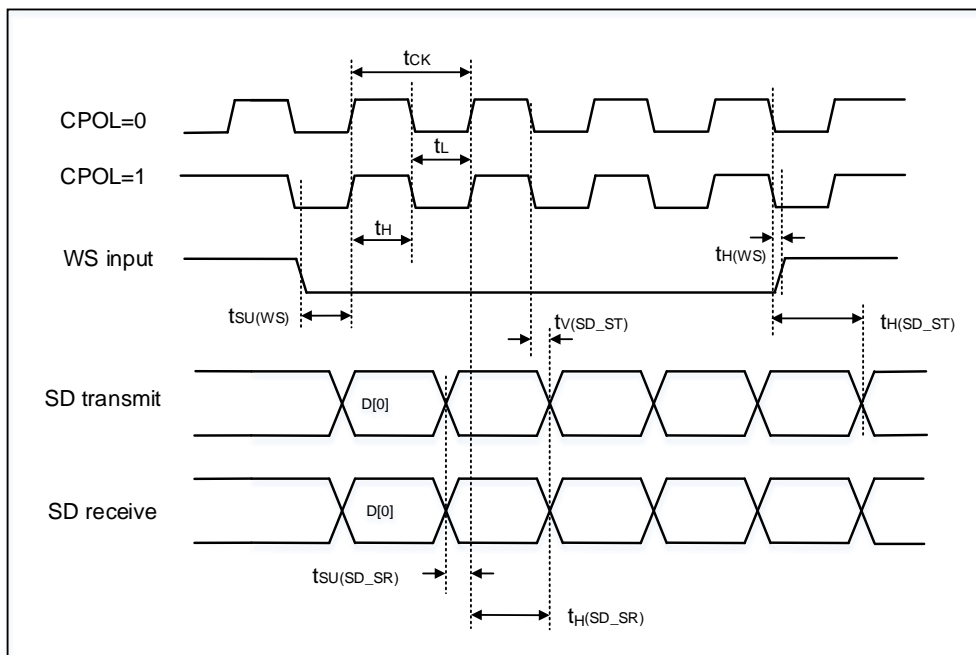 tCK
CPOL=0
tL
CPOL=1
tH
tH(WS)
WS input
tSU(WS)
tV(SD_ST)
tH(SD_ST)
SD transmit
D[0]
SD receive
D[0]
tSU(SD_SR)
tH(SD_SR)